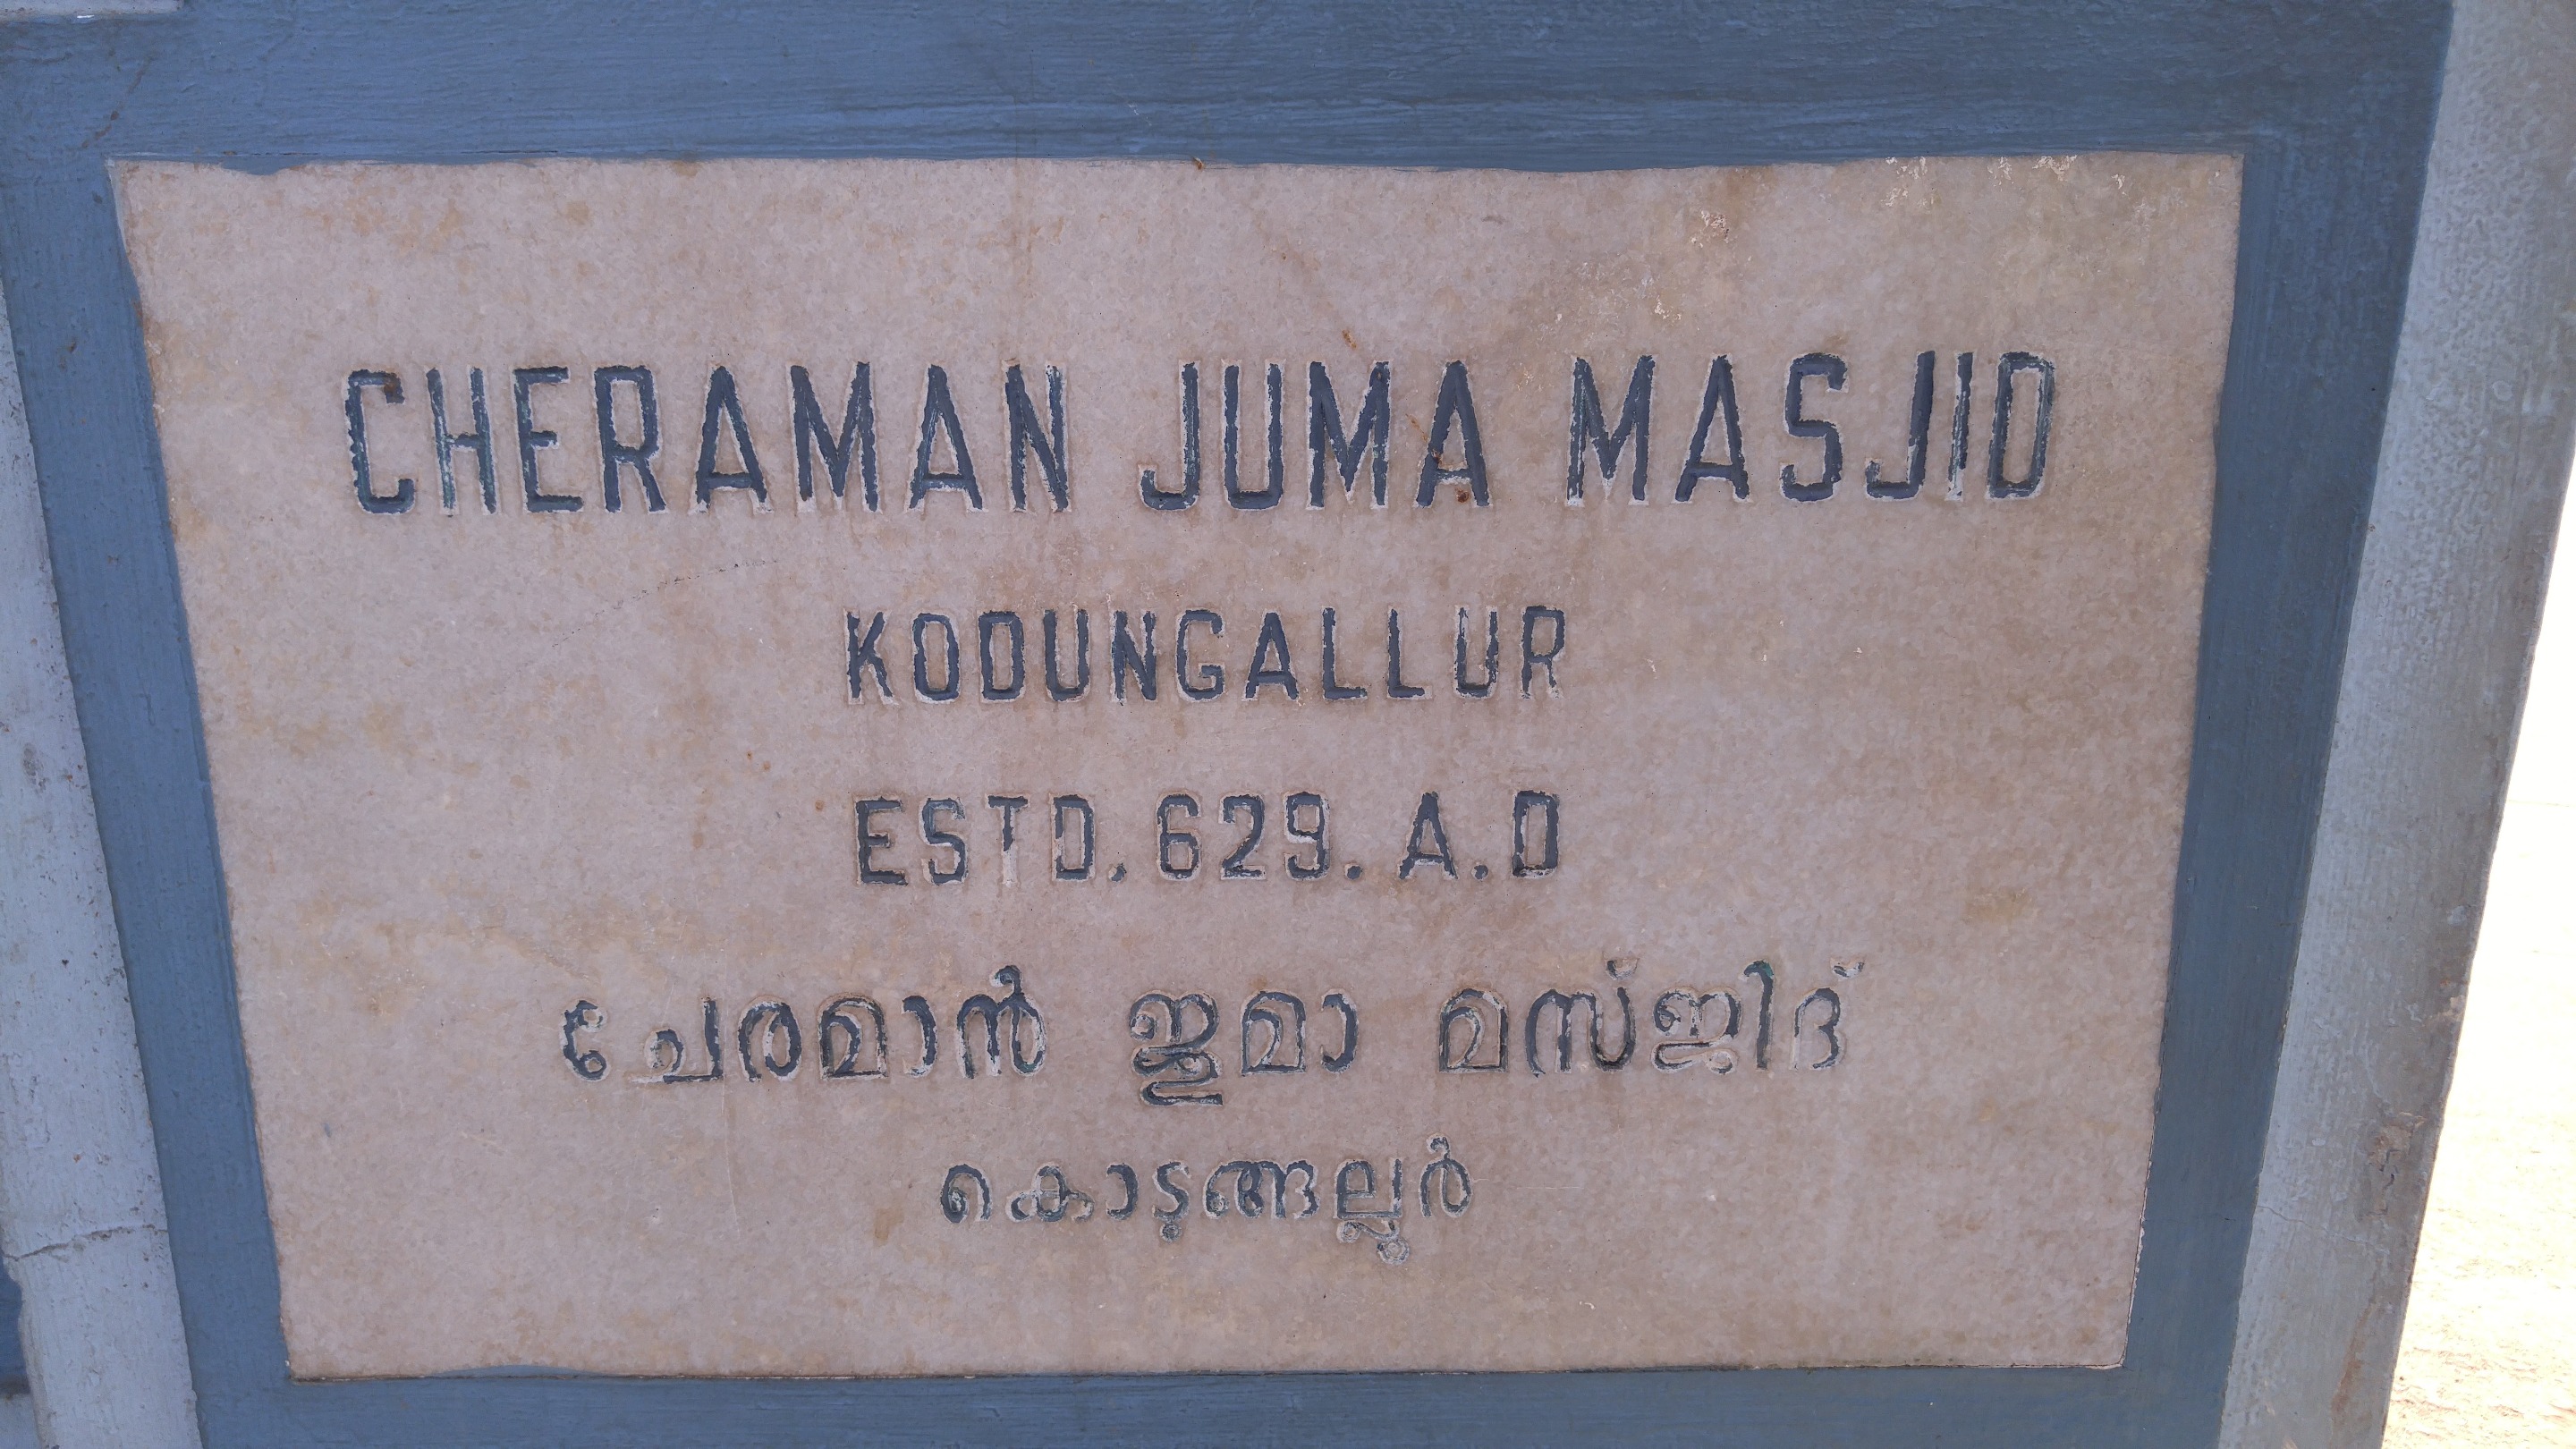 CHERAMAN JUMA MASJID
KODUNGALLUR
ESTD. 629. A.D
ചേരമാൻ ജുമാ മസ്ജിദ്
കൊടുങ്ങല്ലൂർ